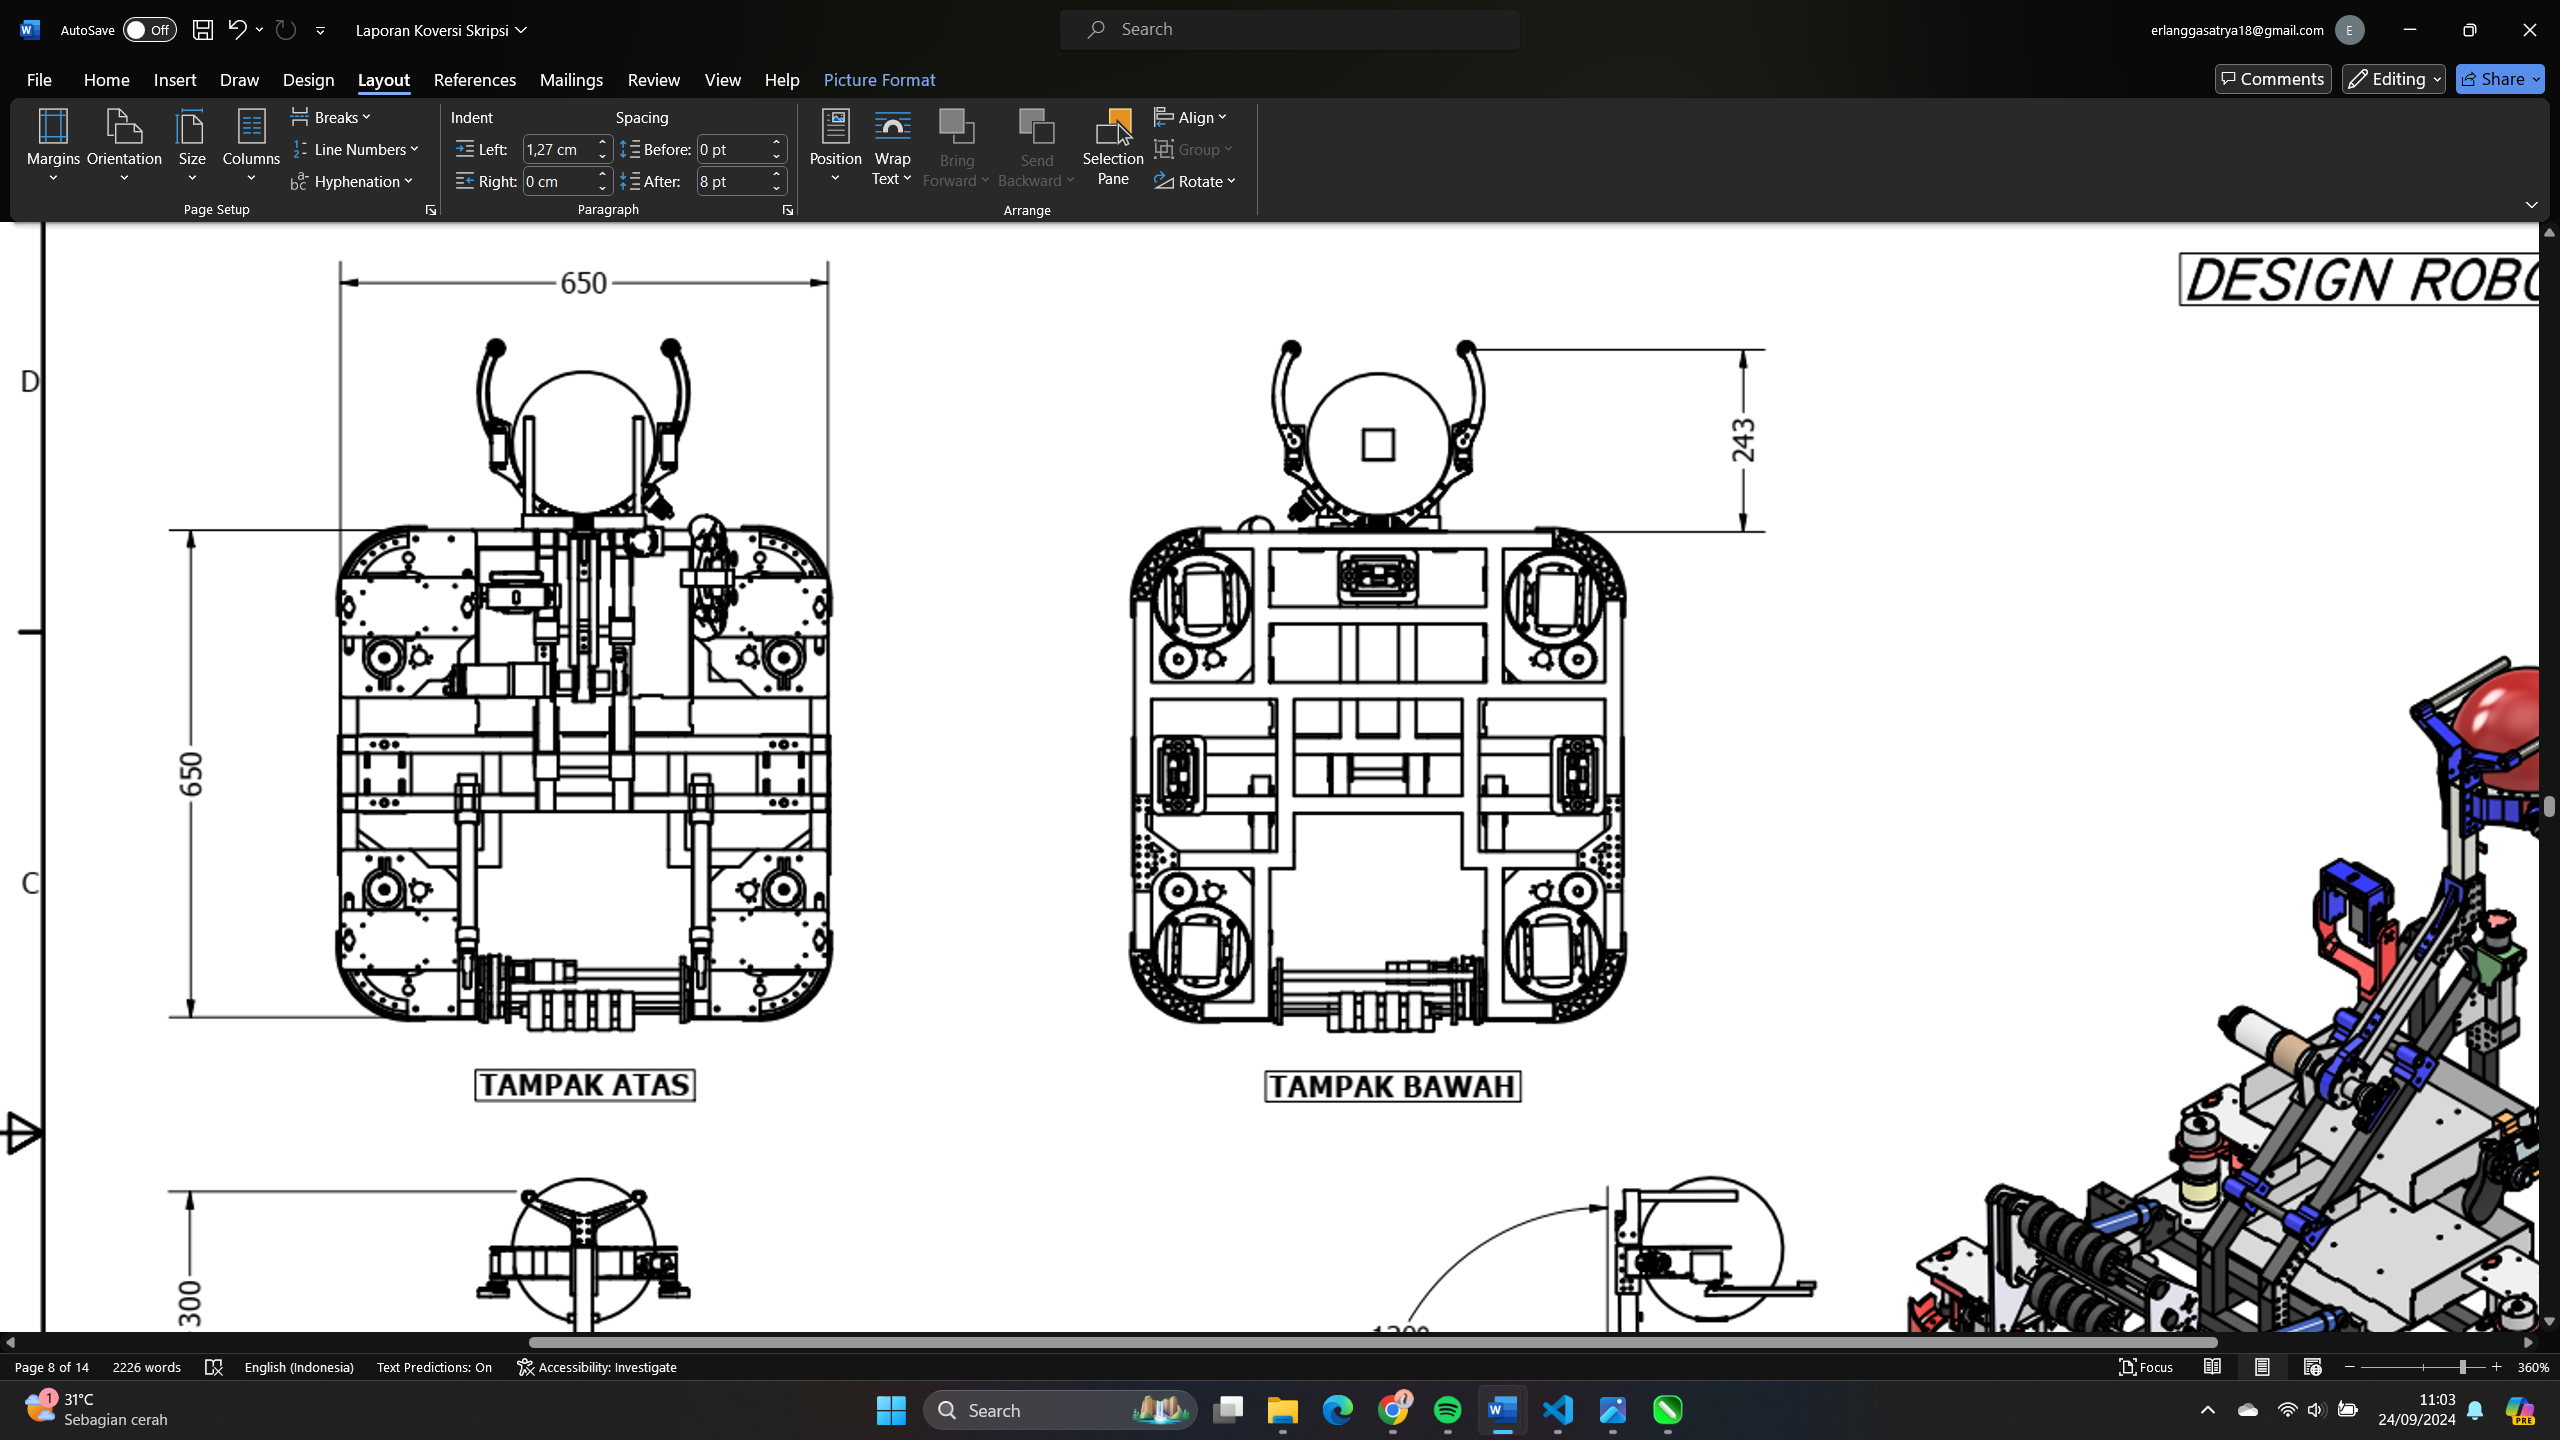 AutoSave Off Laporan Koversi Skripsi Search erlanggasatrya18@gmail.com E
File Home Insert Draw Design Layout References Mailings Review View Help Picture Format Comments Editing Share
Margins Orientation Size Columns
Breaks
Line Numbers
Hyphenation
Page Setup
Indent Spacing
Left: 1,27 cm Before: 0 pt
Right: 0 cm After: 8 pt
Paragraph
Position Wrap Text Bring Forward Send Backward Selection Pane
Align
Group
Rotate
Arrange
DESIGN
650
D
243
650
C
TAMPAK ATAS
TAMPAK BAWAH
300
Page 8 of 14 2226 words English (Indonesia) Text Predictions: On Accessibility: Investigate Focus 360%
1 31°C
Sebagian cerah
Search
11:03
24/09/2024
PRE